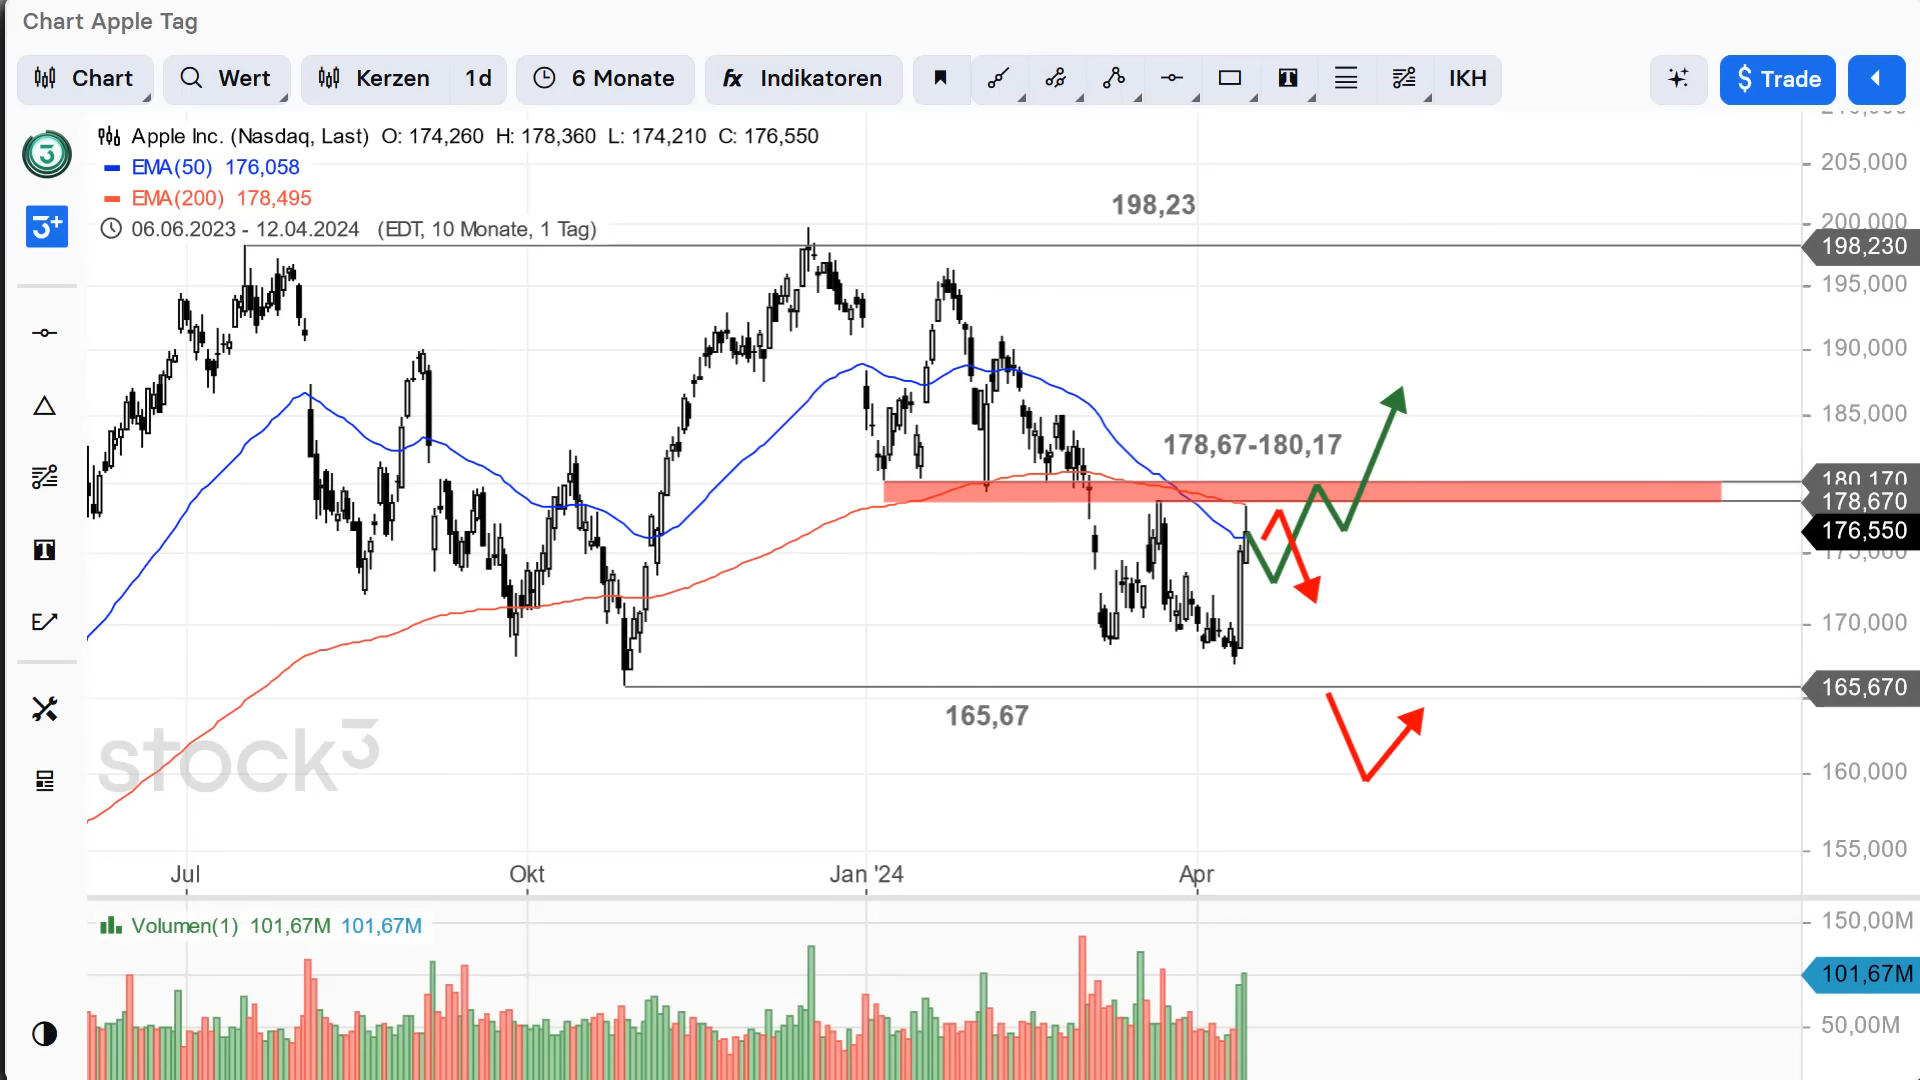 Chart Apple Tag
Chart Wert Kerzen 1d 6 Monate fx Indikatoren T IKH $ Trade
Apple Inc. (Nasdaq, Last) O: 174,260 H: 178,360 L: 174,210 C: 176,550
EMA(50) 176,058
EMA(200) 178,495
06.06.2023 - 12.04.2024 (EDT, 10 Monate, 1 Tag)
3
3+
T
E
198,23
178,67-180,17
165,67
205,000
200,000
198,230
195,000
190,000
185,000
180,170
178,670
176,550
175,000
170,000
165,670
160,000
155,000
stock3
Jul Okt Jan '24 Apr
Volumen(1) 101,67M 101,67M
150,00M
101,67M
50,00M